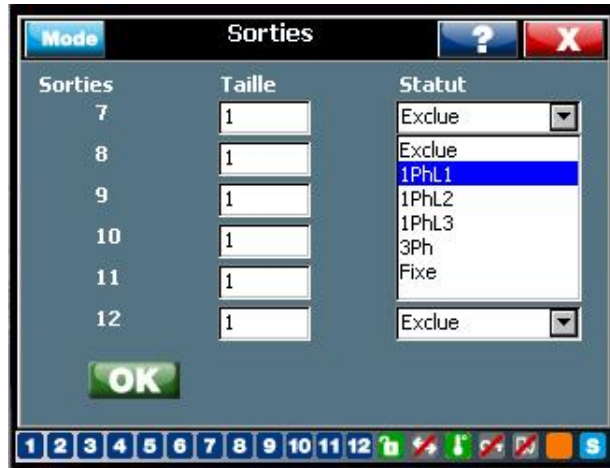 Mode Sorties ? X
Sorties Taille Statut
7 1 Exclue
8 1 Exclue
9 1 1PhL1
1PhL2
10 1 1PhL3
3Ph
11 1 Fixe
12 1 Exclue
OK
1 2 3 4 5 6 7 8 9 10 11 12 S